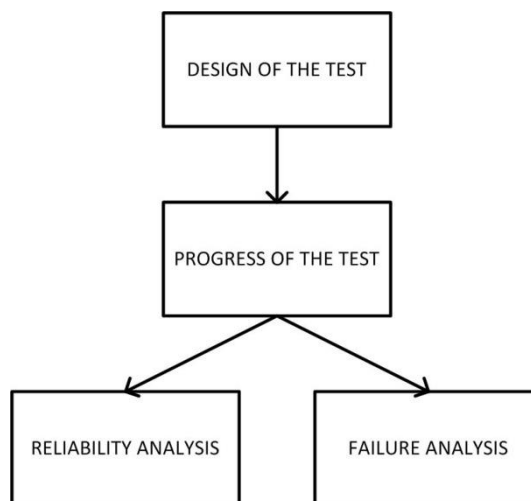 DESIGN OF THE TEST
PROGRESS OF THE TEST
RELIABILITY ANALYSIS
FAILURE ANALYSIS